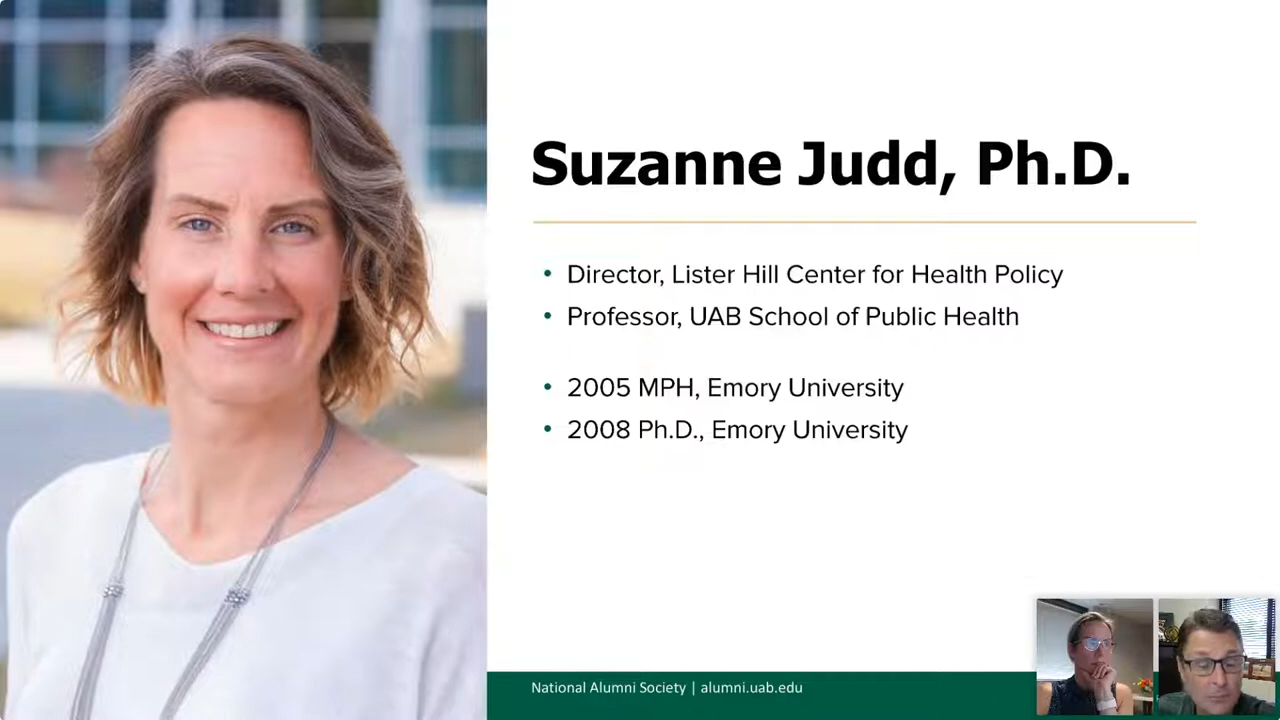 Suzanne Judd, Ph.D.
• Director, Lister Hill Center for Health Policy
• Professor, UAB School of Public Health
• 2005 MPH, Emory University
• 2008 Ph.D., Emory University
National Alumni Society | alumni.uab.edu